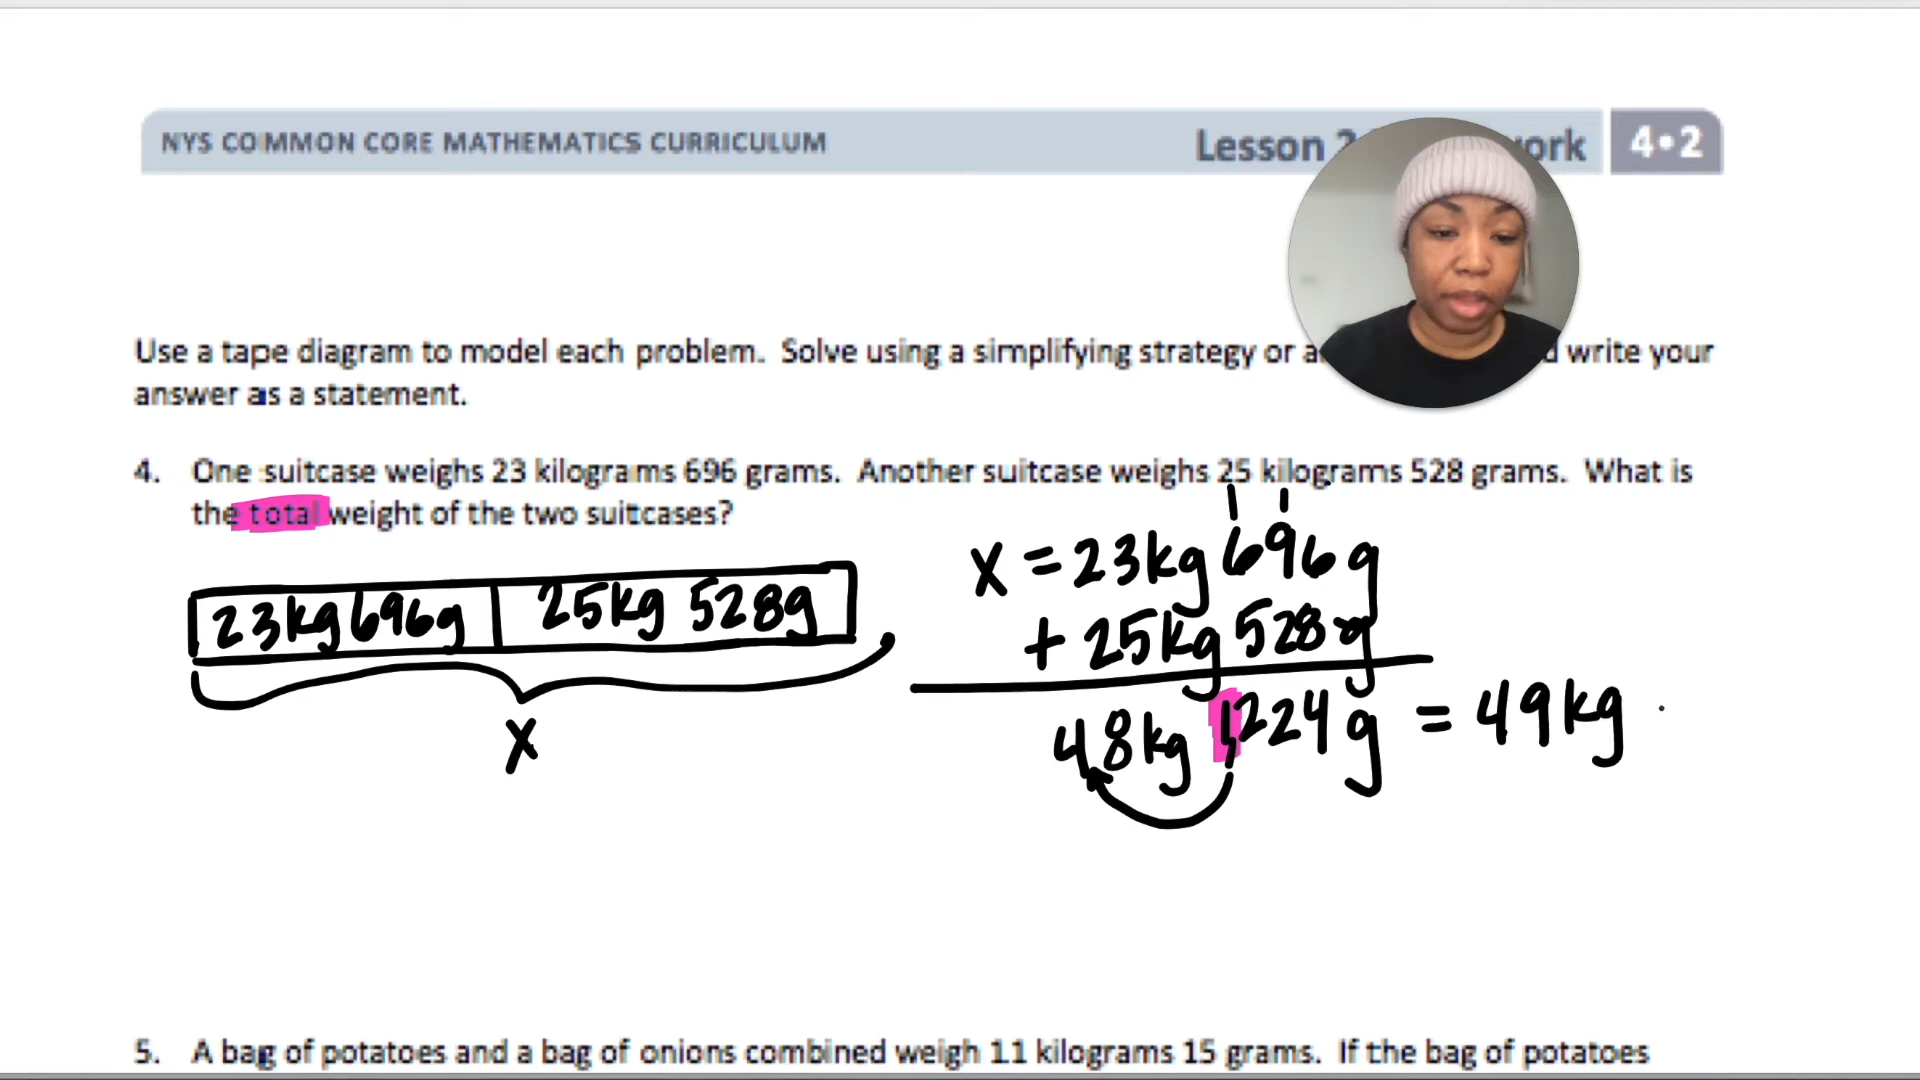 NYS COMMON CORE MATHEMATICS CURRICULUM
Lesson 4•2
Use a tape diagram to model each problem. Solve using a simplifying strategy or write your
answer as a statement.
4. One suitcase weighs 23 kilograms 696 grams. Another suitcase weighs 25 kilograms 528 grams. What is
the total weight of the two suitcases?
23kg 696g 25kg 528g
x
1 1
x = 23kg 696g
+ 25kg 528g
48kg 1,224g = 49kg
5. A bag of potatoes and a bag of onions combined weigh 11 kilograms 15 grams. If the bag of potatoes